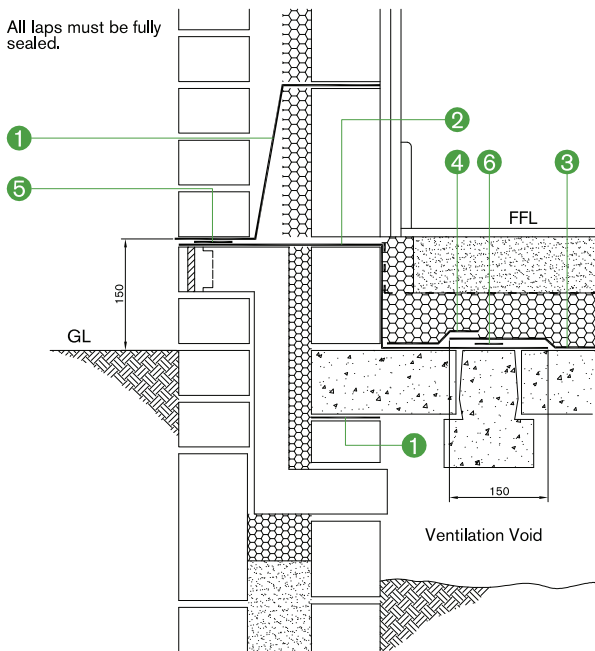 All laps must be fully
sealed.
1
2
4
6
3
5
FFL
150
GL
1
150
Ventilation Void